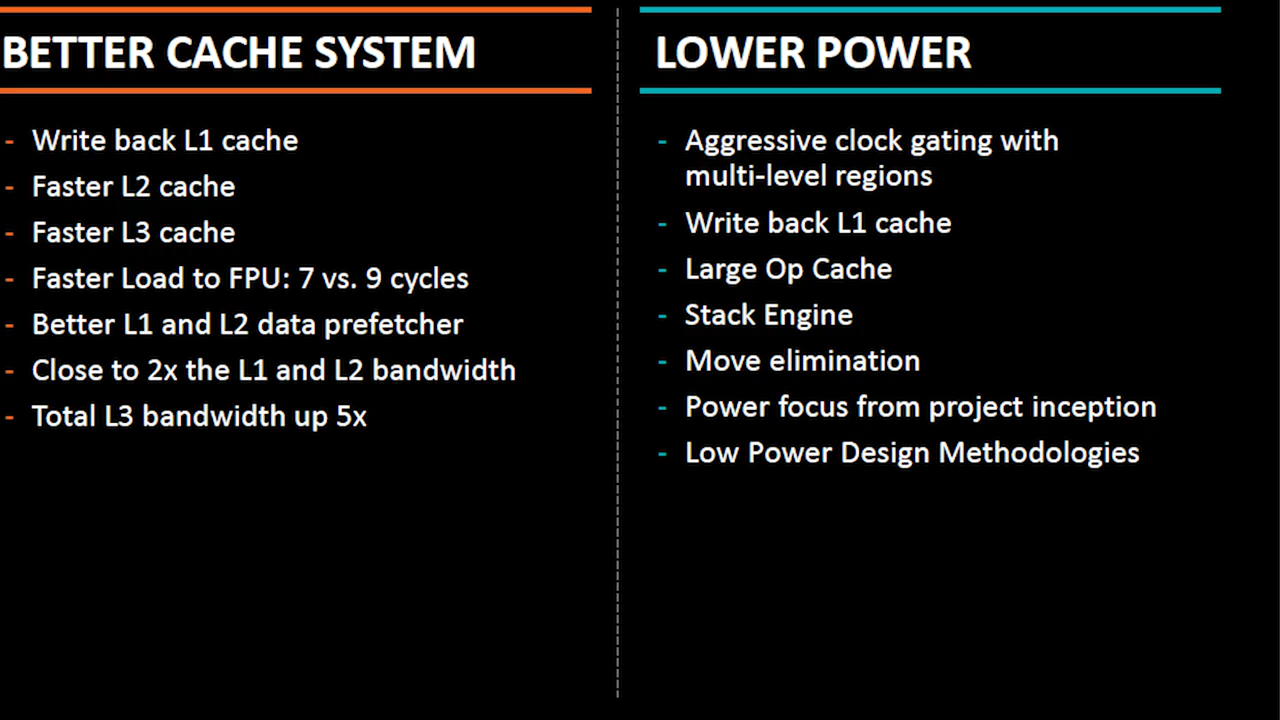 BETTER CACHE SYSTEM
- Write back L1 cache
- Faster L2 cache
- Faster L3 cache
- Faster Load to FPU: 7 vs. 9 cycles
- Better L1 and L2 data prefetcher
- Close to 2x the L1 and L2 bandwidth
- Total L3 bandwidth up 5x
LOWER POWER
- Aggressive clock gating with
multi-level regions
- Write back L1 cache
- Large Op Cache
- Stack Engine
- Move elimination
- Power focus from project inception
- Low Power Design Methodologies